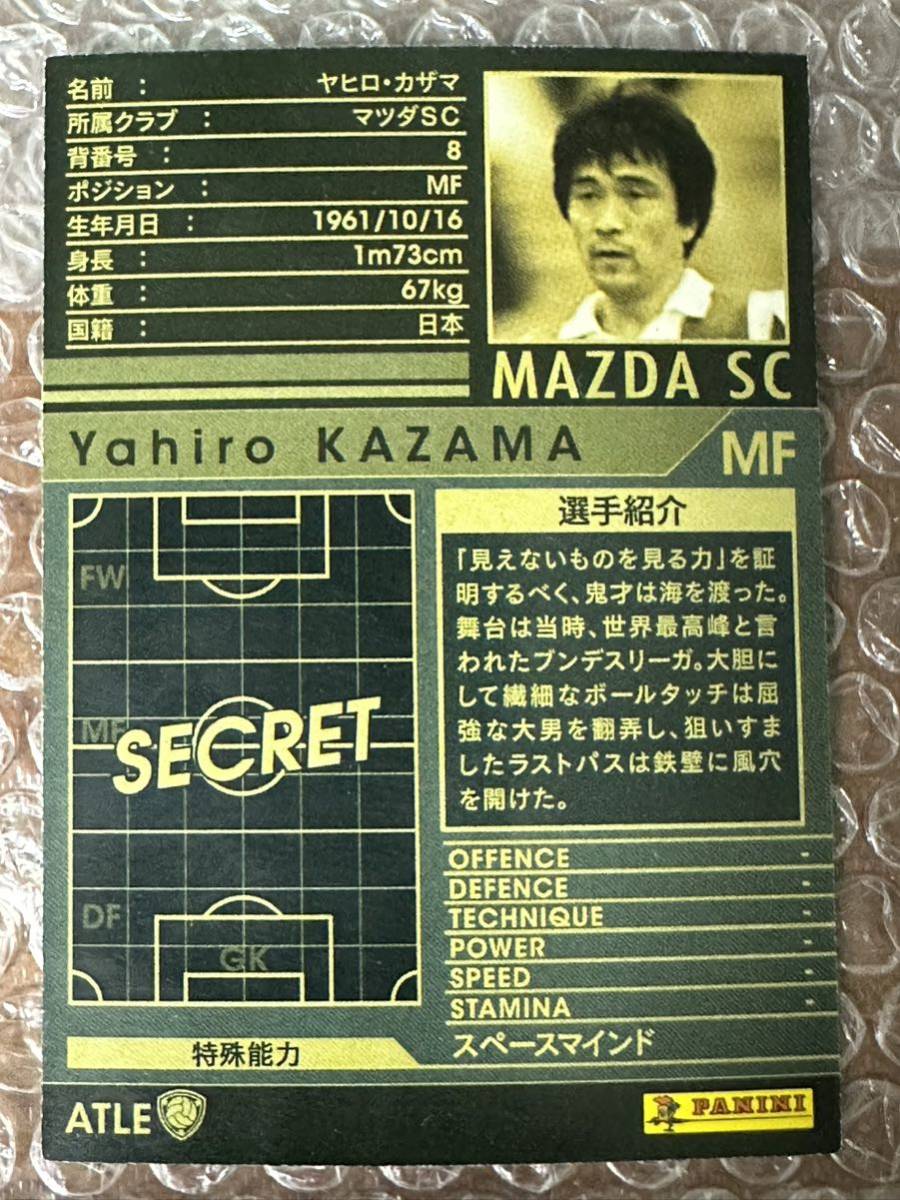 名前 : ヤヒロ・カザマ
所属クラブ : マツダSC
背番号 : 8
ポジション : MF
生年月日 : 1961/10/16
身長 : 1m73cm
体重 : 67kg
国籍 : 日本
MAZDA SC
Yahiro KAZAMA
MF
FW
MF
SECRET
DF
GK
選手紹介
「見えないものを見る力」を証
明するべく、鬼才は海を渡った。
舞台は当時、世界最高峰と言
われたブンデスリーガ。大胆に
して繊細なボールタッチは屈
強な大男を翻弄し、狙いすま
したラストパスは鉄壁に風穴
を開けた。
OFFENCE -
DEFENCE -
TECHNIQUE -
POWER -
SPEED -
STAMINA -
特殊能力 スペースマインド
ATLE
PANINI